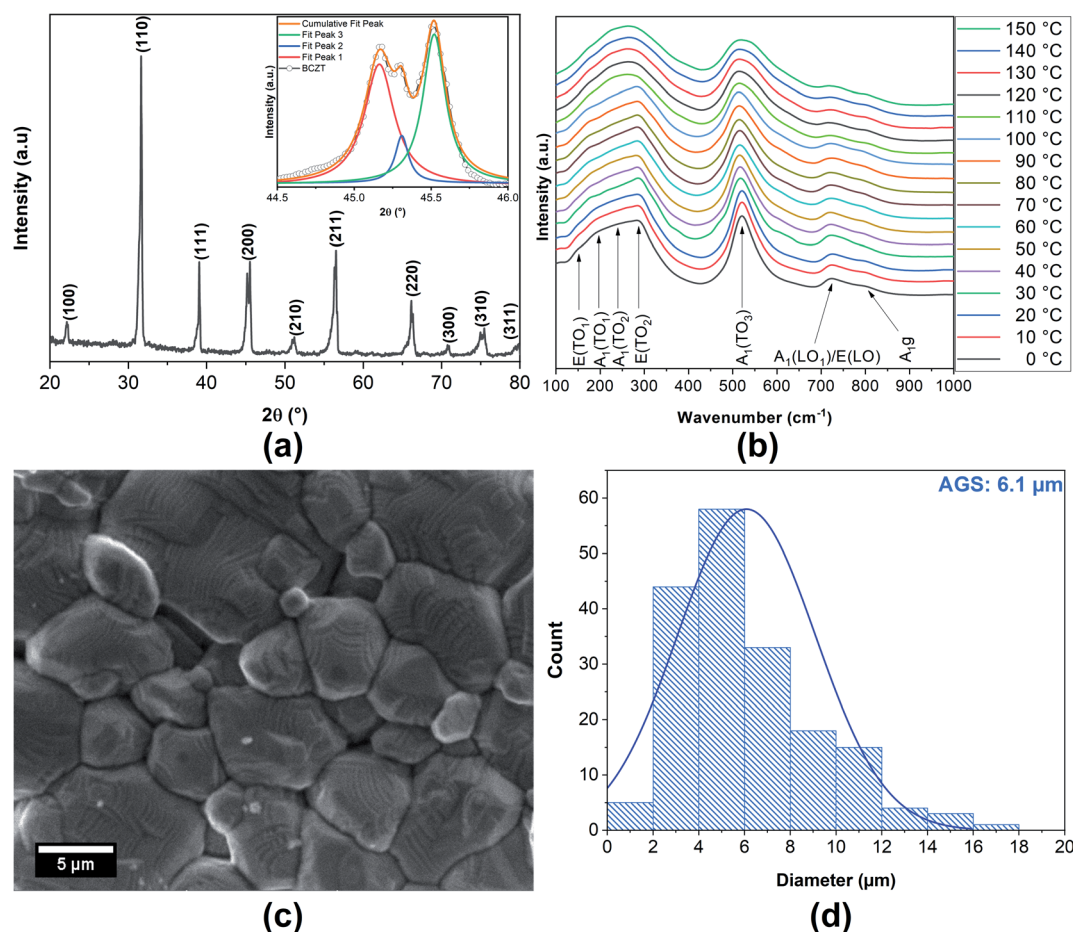 Intensity (a.u)
(100)
(110)
(111)
(200)
(210)
(211)
(220)
(300)
(310)
(311)
20 30 40 50 60 70 80
2θ (°)
Cumulative Fit Peak
Fit Peak 3
Fit Peak 2
Fit Peak 1
BCZT
Intensity (a.u.)
44.5 45.0 45.5 46.0
2θ (°)
(a)
Intensity (a.u.)
E(TO₁)
A₁(TO₁)
A₁(TO₂)
E(TO₂)
A₁(TO₃)
A₁(LO₁)/E(LO)
A₁g
100 200 300 400 500 600 700 800 900 1000
Wavenumber (cm⁻¹)
150 °C
140 °C
130 °C
120 °C
110 °C
100 °C
90 °C
80 °C
70 °C
60 °C
50 °C
40 °C
30 °C
20 °C
10 °C
0 °C
(b)
5 µm
(c)
AGS: 6.1 µm
Count
60
50
40
30
20
10
0
0 2 4 6 8 10 12 14 16 18 20
Diameter (µm)
(d)